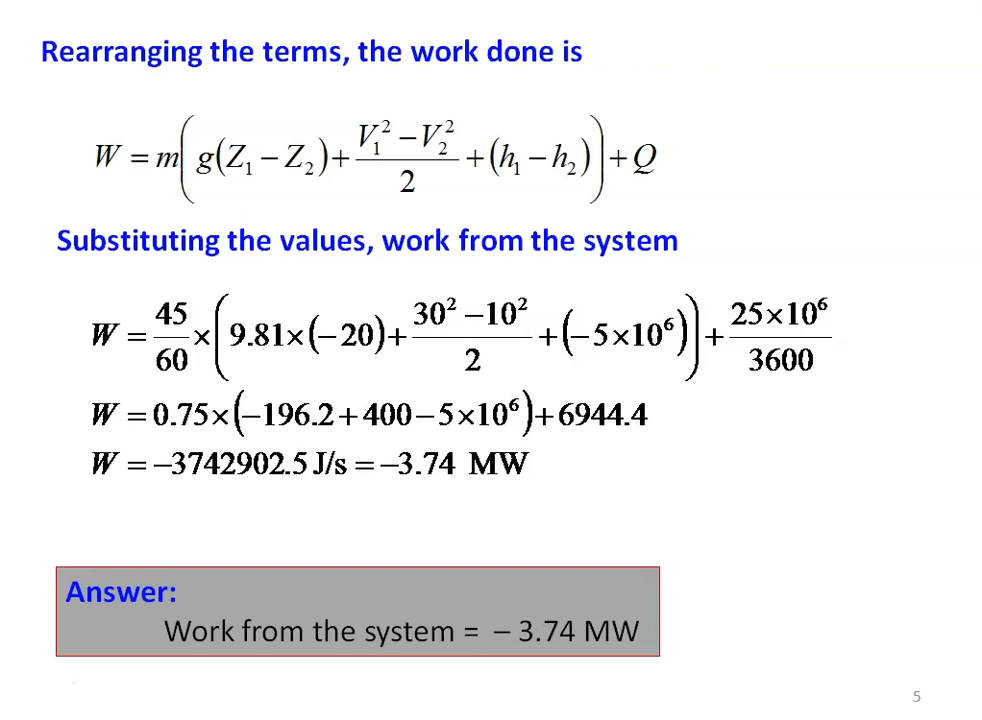 Rearranging the terms, the work done is
W = m( g(Z₁ − Z₂) + (V₁² − V₂²)/2 + (h₁ − h₂) ) + Q
Substituting the values, work from the system
W = 45/60 × ( 9.81×(−20) + (30² − 10²)/2 + (−5×10⁶) ) + 25×10⁶/3600
W = 0.75×(−196.2 + 400 − 5×10⁶) + 6944.4
W = −3742902.5 J/s = −3.74 MW
Answer:
Work from the system = – 3.74 MW
5